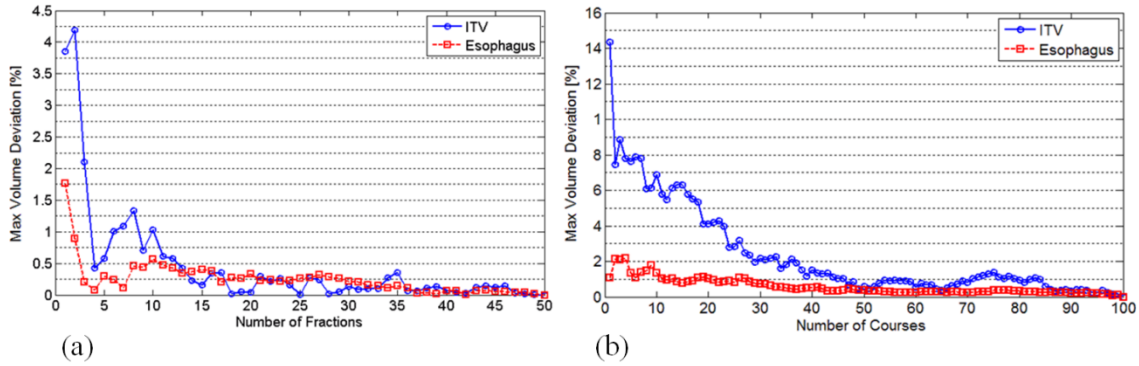 4.5
4
3.5
3
2.5
2
1.5
1
0.5
0
Max Volume Deviation [%]
0 5 10 15 20 25 30 35 40 45 50
Number of Fractions
ITV
Esophagus
(a)
16
14
12
10
8
6
4
2
0
Max Volume Deviation [%]
0 10 20 30 40 50 60 70 80 90 100
Number of Courses
ITV
Esophagus
(b)